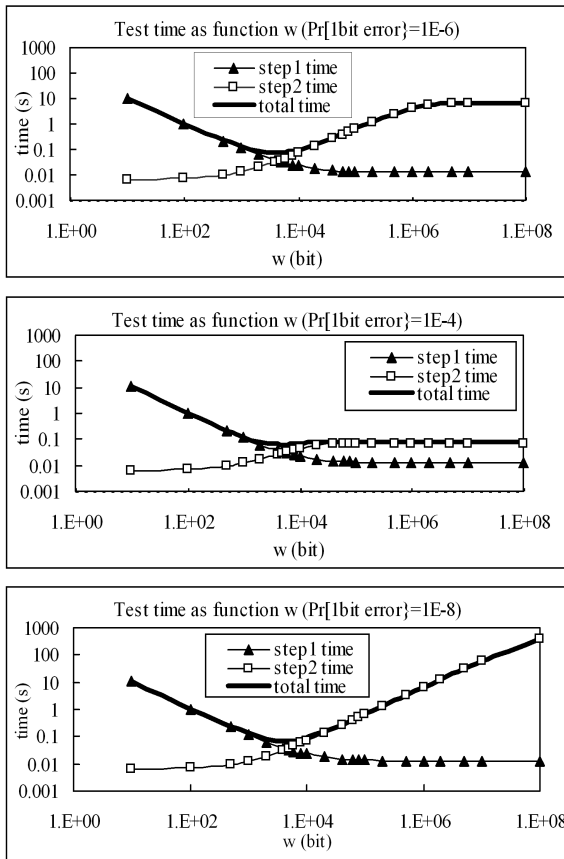 Test time as function w (Pr[1bit error}=1E-6)
1000
100
10
1
0.1
0.01
0.001
time (s)
step1 time
step2 time
total time
1.E+00 1.E+02 1.E+04 1.E+06 1.E+08
w (bit)
Test time as function w (Pr[1bit error}=1E-4)
1000
100
10
1
0.1
0.01
0.001
time (s)
step1 time
step2 time
total time
1.E+00 1.E+02 1.E+04 1.E+06 1.E+08
w (bit)
Test time as function w (Pr[1bit error}=1E-8)
1000
100
10
1
0.1
0.01
0.001
time (s)
step1 time
step2 time
total time
1.E+00 1.E+02 1.E+04 1.E+06 1.E+08
w (bit)